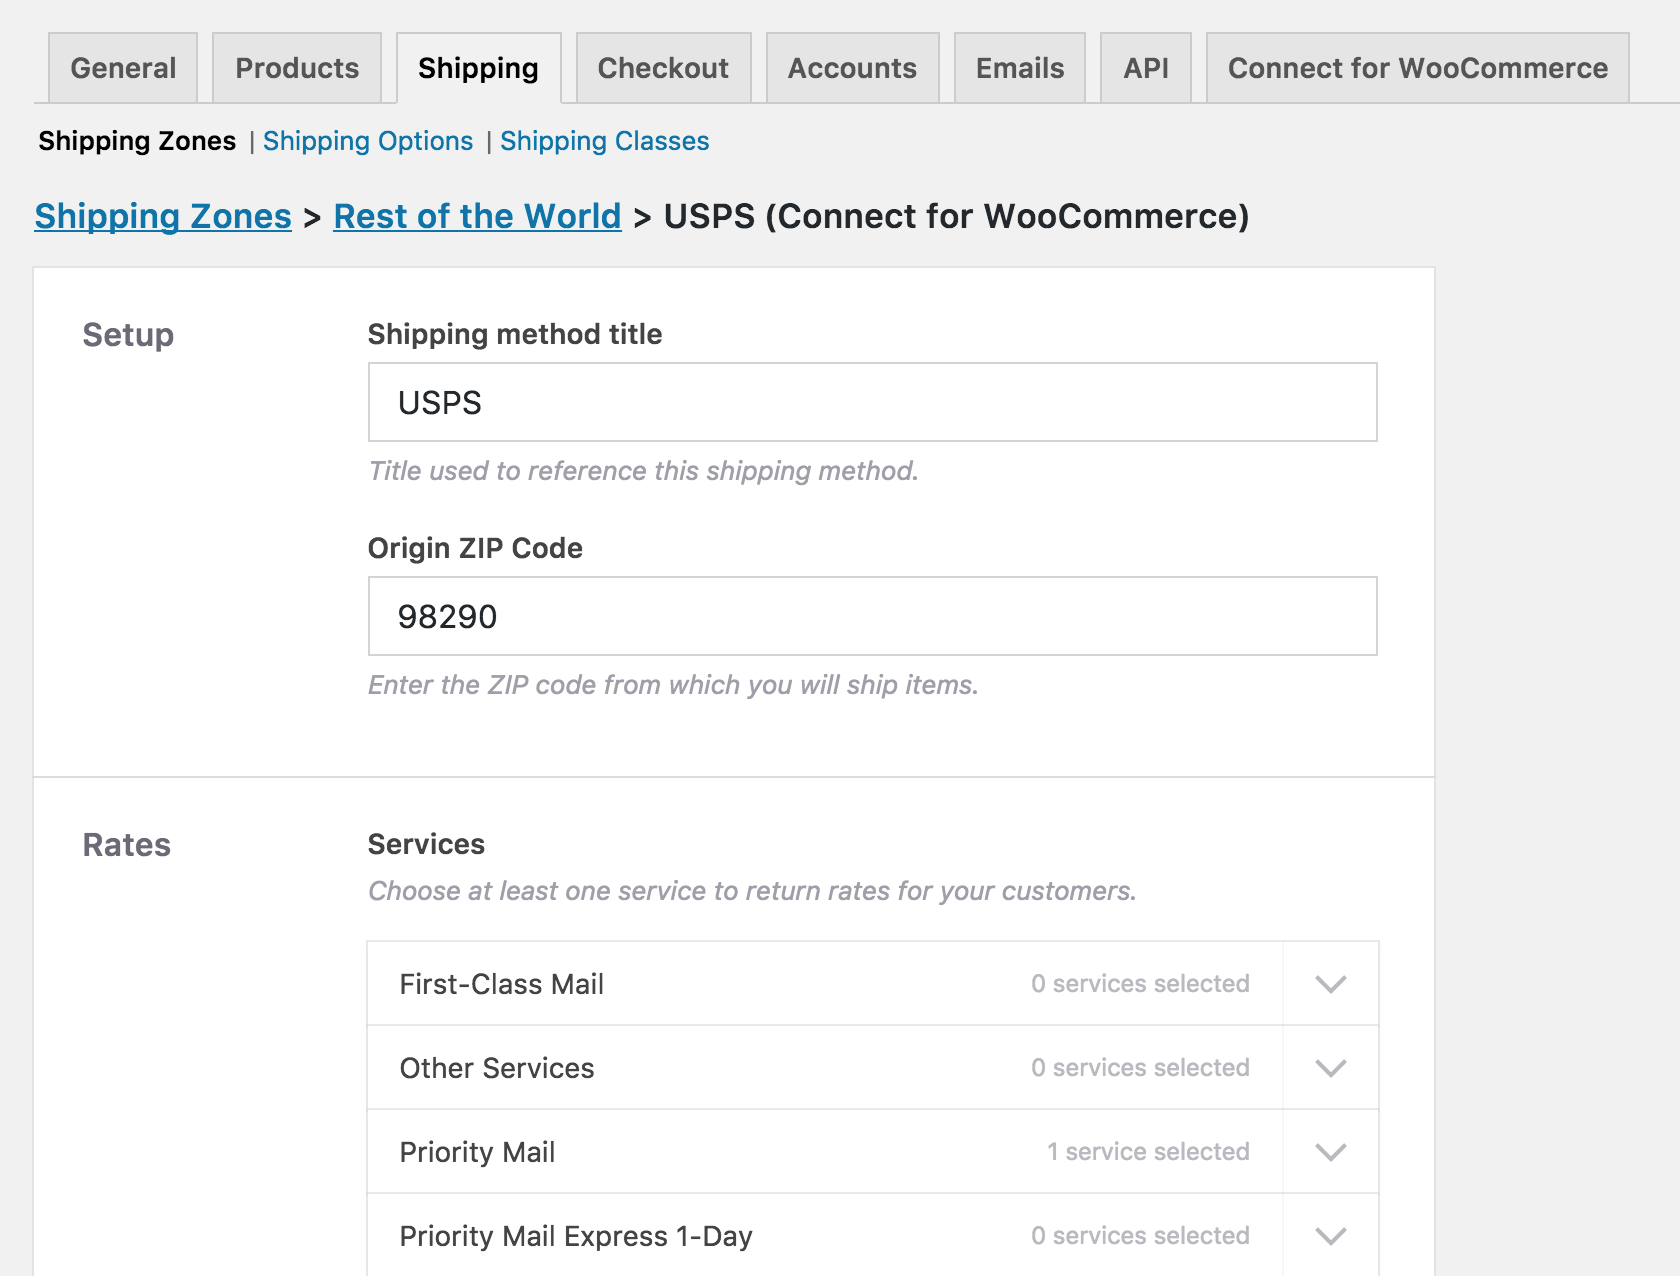 General Products Shipping Checkout Accounts Emails API Connect for WooCommerce
Shipping Zones | Shipping Options | Shipping Classes
Shipping Zones > Rest of the World > USPS (Connect for WooCommerce)
Setup
Shipping method title
USPS
Title used to reference this shipping method.
Origin ZIP Code
98290
Enter the ZIP code from which you will ship items.
Rates
Services
Choose at least one service to return rates for your customers.
First-Class Mail 0 services selected
Other Services 0 services selected
Priority Mail 1 service selected
Priority Mail Express 1-Day 0 services selected